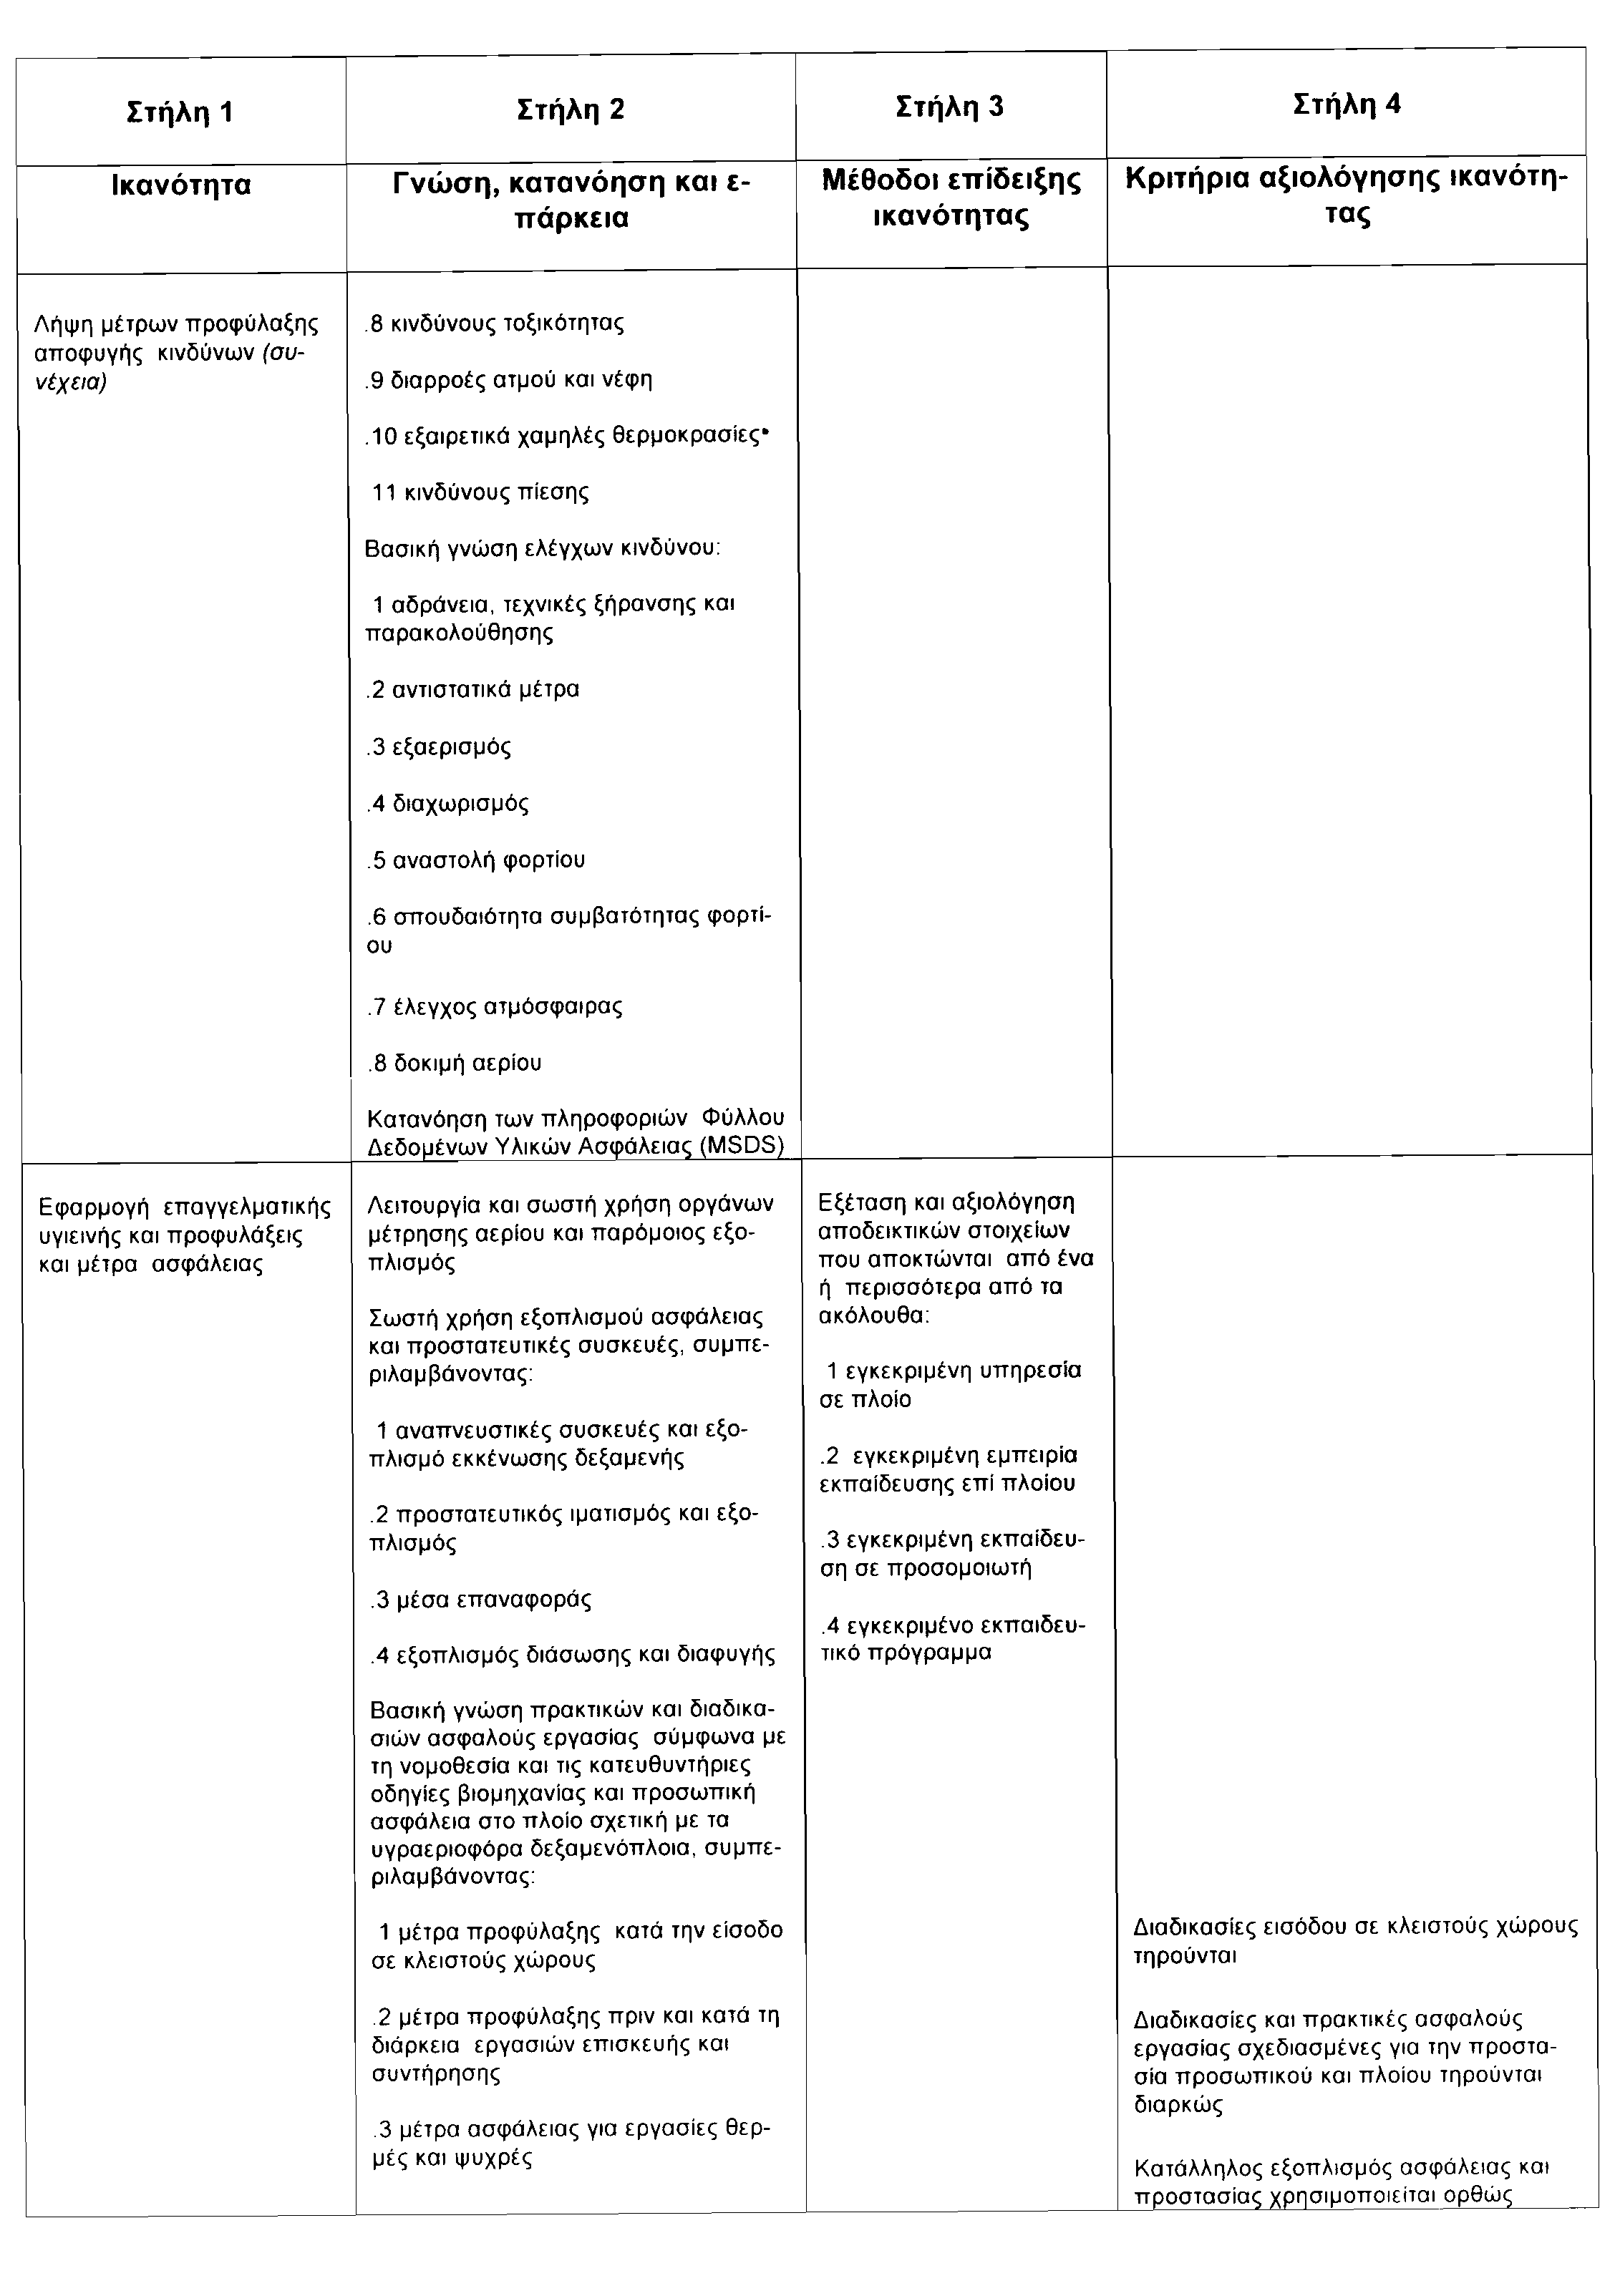 Στήλη 1
Στήλη 2
Στήλη 3
Στήλη 4
Ικανότητα
Γνώση, κατανόηση και ε-
πάρκεια
Μέθοδοι επίδειξης
ικανότητας
Κριτήρια αξιολόγησης ικανότη-
τας
Λήψη μέτρων προφύλαξης
αποφυγής κινδύνων (συ-
νέχεια)
.8 κινδύνους τοξικότητας
.9 διαρροές ατμού και νέφη
.10 εξαιρετικά χαμηλές θερμοκρασίες•
11 κινδύνους πίεσης
Βασική γνώση ελέγχων κινδύνου:
1 αδράνεια, τεχνικές ξήρανσης και
παρακολούθησης
.2 αντιστατικά μέτρα
.3 εξαερισμός
.4 διαχωρισμός
.5 αναστολή φορτίου
.6 σπουδαιότητα συμβατότητας φορτί-
ου
.7 έλεγχος ατμόσφαιρας
.8 δοκιμή αερίου
Κατανόηση των πληροφοριών Φύλλου
Δεδομένων Υλικών Ασφάλειας (MSDS)
Εφαρμογή επαγγελματικής
υγιεινής και προφυλάξεις
και μέτρα ασφάλειας
Λειτουργία και σωστή χρήση οργάνων
μέτρησης αερίου και παρόμοιος εξο-
πλισμός
Σωστή χρήση εξοπλισμού ασφάλειας
και προστατευτικές συσκευές, συμπε-
ριλαμβάνοντας:
1 αναπνευστικές συσκευές και εξο-
πλισμό εκκένωσης δεξαμενής
.2 προστατευτικός ιματισμός και εξο-
πλισμός
.3 μέσα επαναφοράς
.4 εξοπλισμός διάσωσης και διαφυγής
Βασική γνώση πρακτικών και διαδικα-
σιών ασφαλούς εργασίας σύμφωνα με
τη νομοθεσία και τις κατευθυντήριες
οδηγίες βιομηχανίας και προσωπική
ασφάλεια στο πλοίο σχετική με τα
υγραεριοφόρα δεξαμενόπλοια, συμπε-
ριλαμβάνοντας:
1 μέτρα προφύλαξης κατά την είσοδο
σε κλειστούς χώρους
.2 μέτρα προφύλαξης πριν και κατά τη
διάρκεια εργασιών επισκευής και
συντήρησης
.3 μέτρα ασφάλειας για εργασίες θερ-
μές και ψυχρές
Εξέταση και αξιολόγηση
αποδεικτικών στοιχείων
που αποκτώνται από ένα
ή περισσότερα από τα
ακόλουθα:
1 εγκεκριμένη υπηρεσία
σε πλοίο
.2 εγκεκριμένη εμπειρία
εκπαίδευσης επί πλοίου
.3 εγκεκριμένη εκπαίδευ-
ση σε προσομοιωτή
.4 εγκεκριμένο εκπαιδευ-
τικό πρόγραμμα
Διαδικασίες εισόδου σε κλειστούς χώρους
τηρούνται
Διαδικασίες και πρακτικές ασφαλούς
εργασίας σχεδιασμένες για την προστα-
σία προσωπικού και πλοίου τηρούνται
διαρκώς
Κατάλληλος εξοπλισμός ασφάλειας και
προστασίας χρησιμοποιείται ορθώς